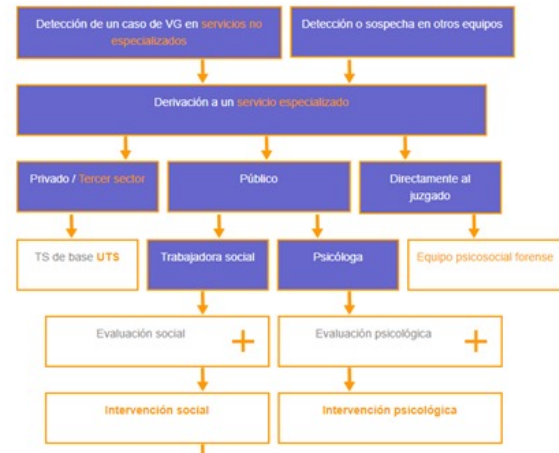 Detección de un caso de VG en servicios no
especializados
Detección o sospecha en otros equipos
Derivación a un servicio especializado
Privado / Tercer sector
Público
Directamente al
juzgado
TS de base UTS
Trabajadora social
Psicóloga
Equipo psicosocial forense
Evaluación social
+
Evaluación psicológica
+
Intervención social
Intervención psicológica